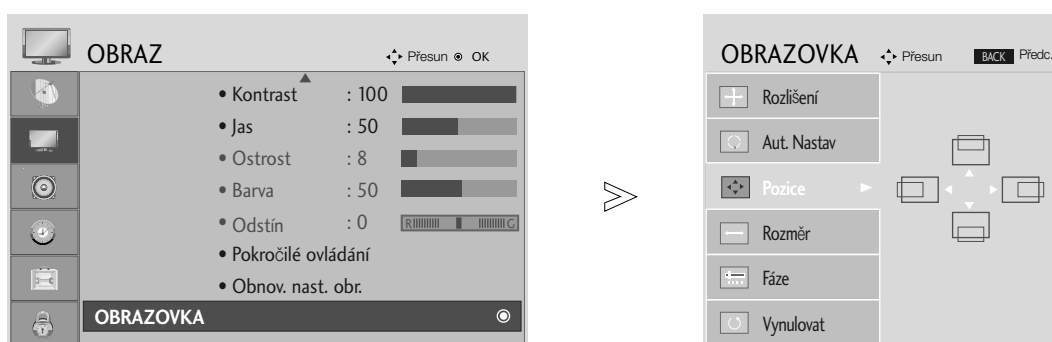 OBRAZ
Přesun OK
• Kontrast : 100
• Jas : 50
• Ostrost : 8
• Barva : 50
• Odstín : 0 R G
• Pokročilé ovládání
• Obnov. nast. obr.
OBRAZOVKA
OBRAZOVKA
Přesun BACK Předc.
Rozlišení
Aut. Nastav
Pozice
Rozměr
Fáze
Vynulovat